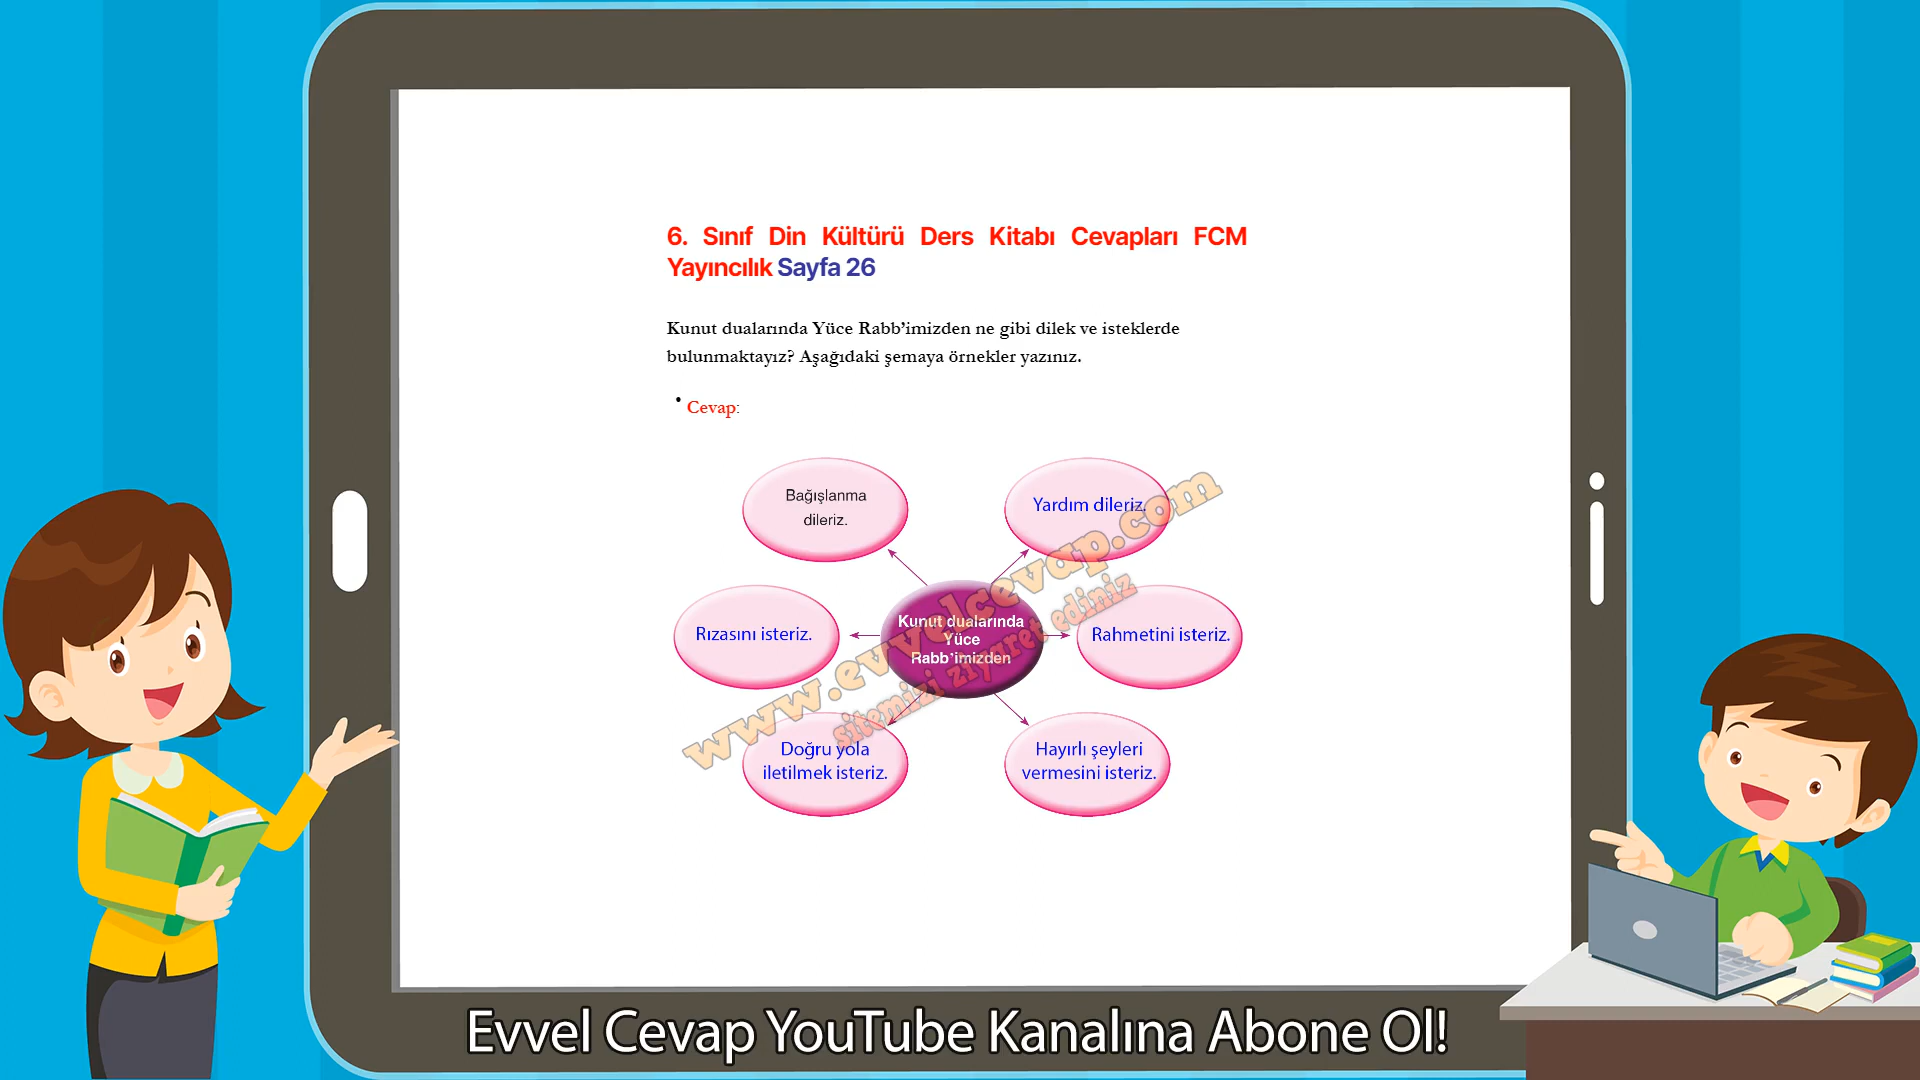 6. Sınıf Din Kültürü Ders Kitabı Cevapları FCM
Yayıncılık Sayfa 26
Kunut dualarında Yüce Rabb’imizden ne gibi dilek ve isteklerde
bulunmaktayız? Aşağıdaki şemaya örnekler yazınız.
• Cevap:
Bağışlanma
dileriz.
Yardım dileriz.
Rızasını isteriz.
Kunut dualarında
Yüce
Rabb’imizden
Rahmetini isteriz.
Doğru yola
iletilmek isteriz.
Hayırlı şeyleri
vermesini isteriz.
www.evvelcevap.com
sitemizi ziyaret ediniz
Evvel Cevap YouTube Kanalına Abone Ol!